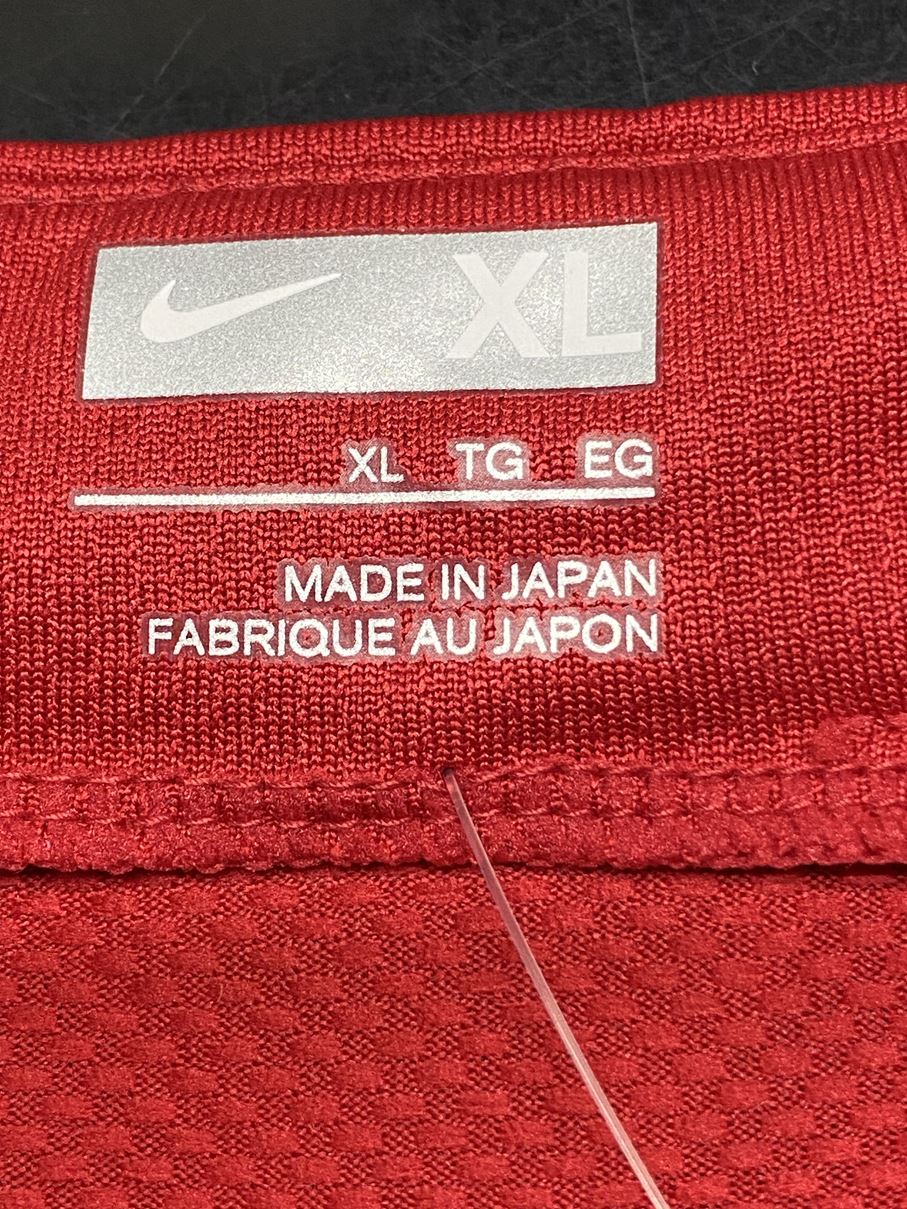 XL
XL TG EG
MADE IN JAPAN
FABRIQUE AU JAPON